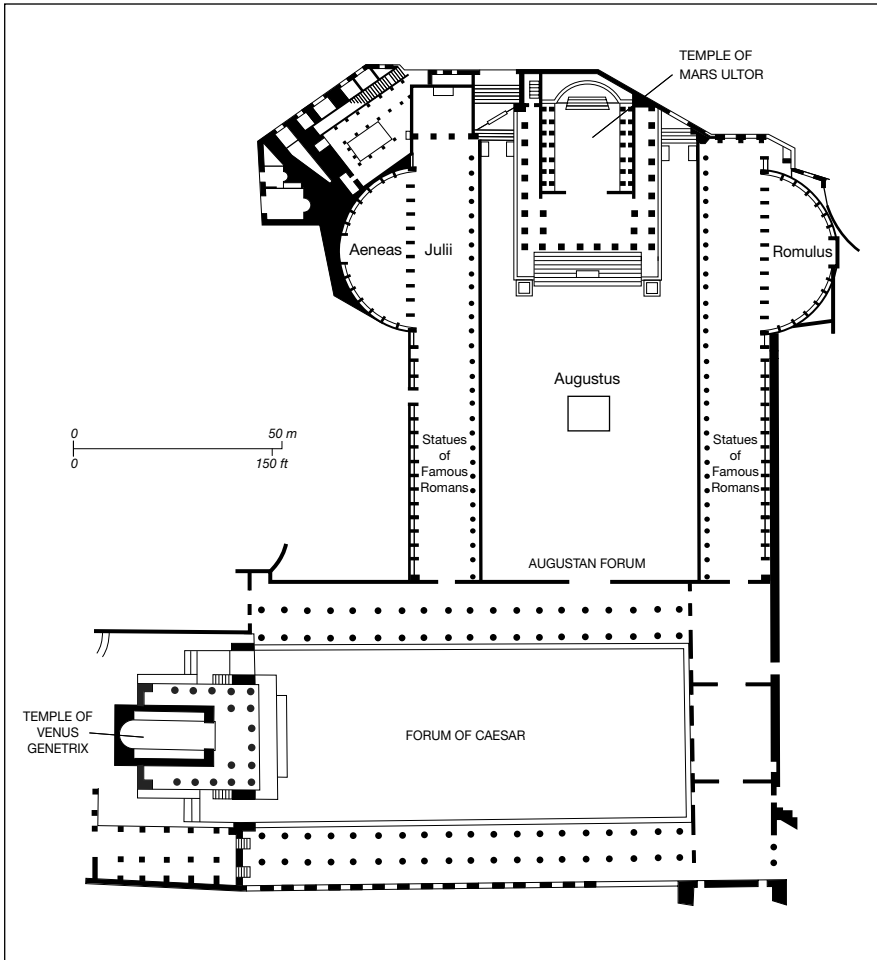 TEMPLE OF
MARS ULTOR
Aeneas
Julii
Romulus
Augustus
0
50 m
0
150 ft
Statues
of
Famous
Romans
Statues
of
Famous
Romans
AUGUSTAN FORUM
TEMPLE OF
VENUS
GENETRIX
FORUM OF CAESAR